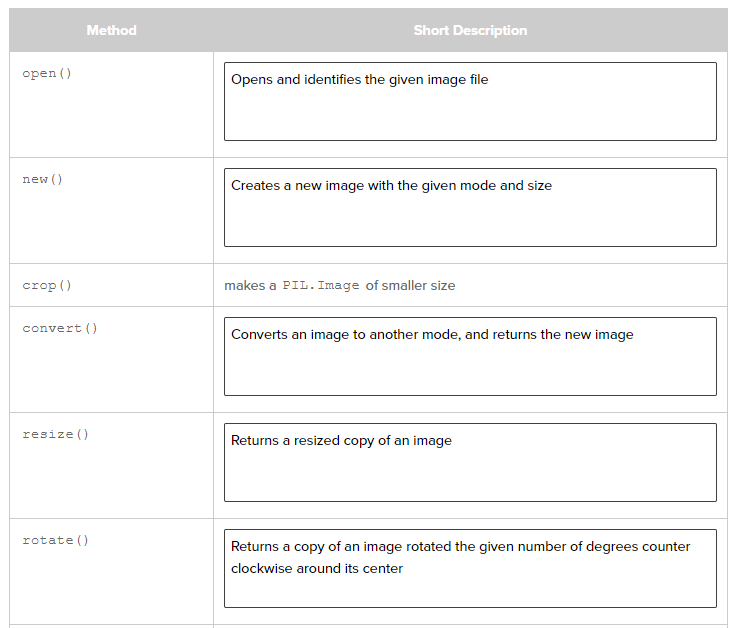 Method Short Description
open() Opens and identifies the given image file
new() Creates a new image with the given mode and size
crop() makes a PIL.Image of smaller size
convert() Converts an image to another mode, and returns the new image
resize() Returns a resized copy of an image
rotate() Returns a copy of an image rotated the given number of degrees counter
clockwise around its center